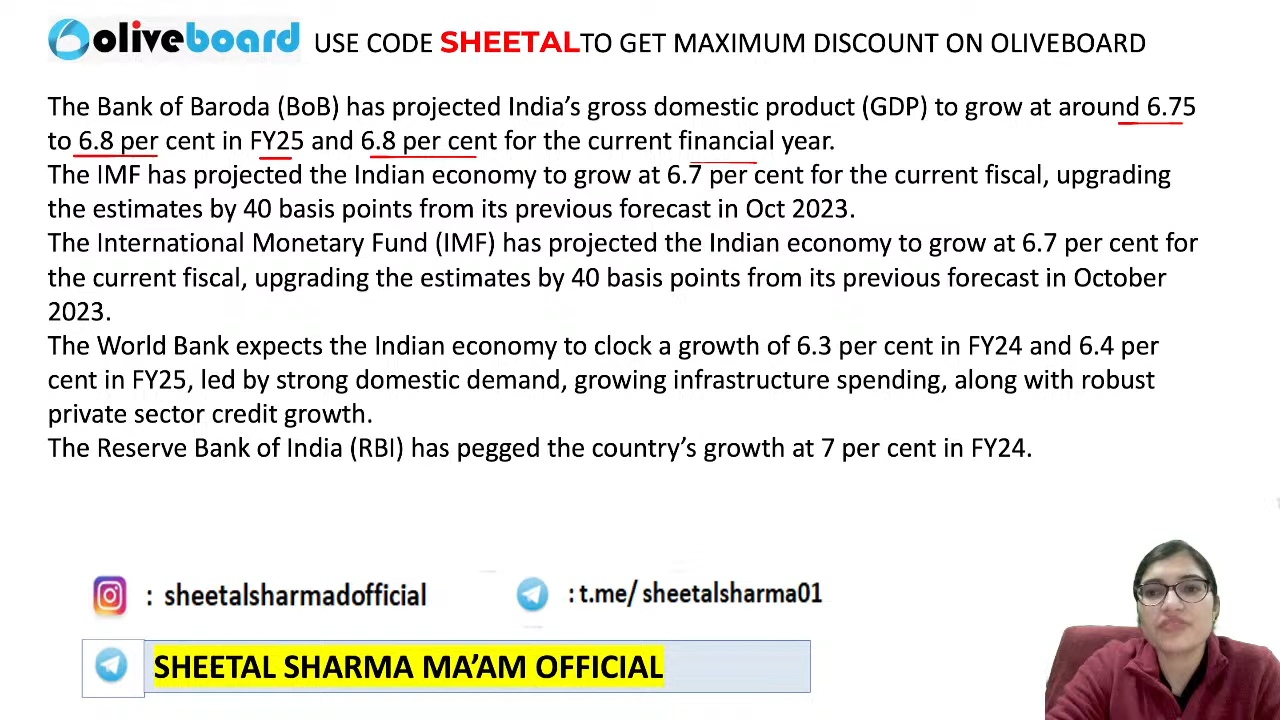 oliveboard USE CODE SHEETAL TO GET MAXIMUM DISCOUNT ON OLIVEBOARD
The Bank of Baroda (BoB) has projected India's gross domestic product (GDP) to grow at around 6.75
to 6.8 per cent in FY25 and 6.8 per cent for the current financial year.
The IMF has projected the Indian economy to grow at 6.7 per cent for the current fiscal, upgrading
the estimates by 40 basis points from its previous forecast in Oct 2023.
The International Monetary Fund (IMF) has projected the Indian economy to grow at 6.7 per cent for
the current fiscal, upgrading the estimates by 40 basis points from its previous forecast in October
2023.
The World Bank expects the Indian economy to clock a growth of 6.3 per cent in FY24 and 6.4 per
cent in FY25, led by strong domestic demand, growing infrastructure spending, along with robust
private sector credit growth.
The Reserve Bank of India (RBI) has pegged the country's growth at 7 per cent in FY24.
: sheetalsharmadofficial
: t.me/ sheetalsharma01
SHEETAL SHARMA MA'AM OFFICIAL